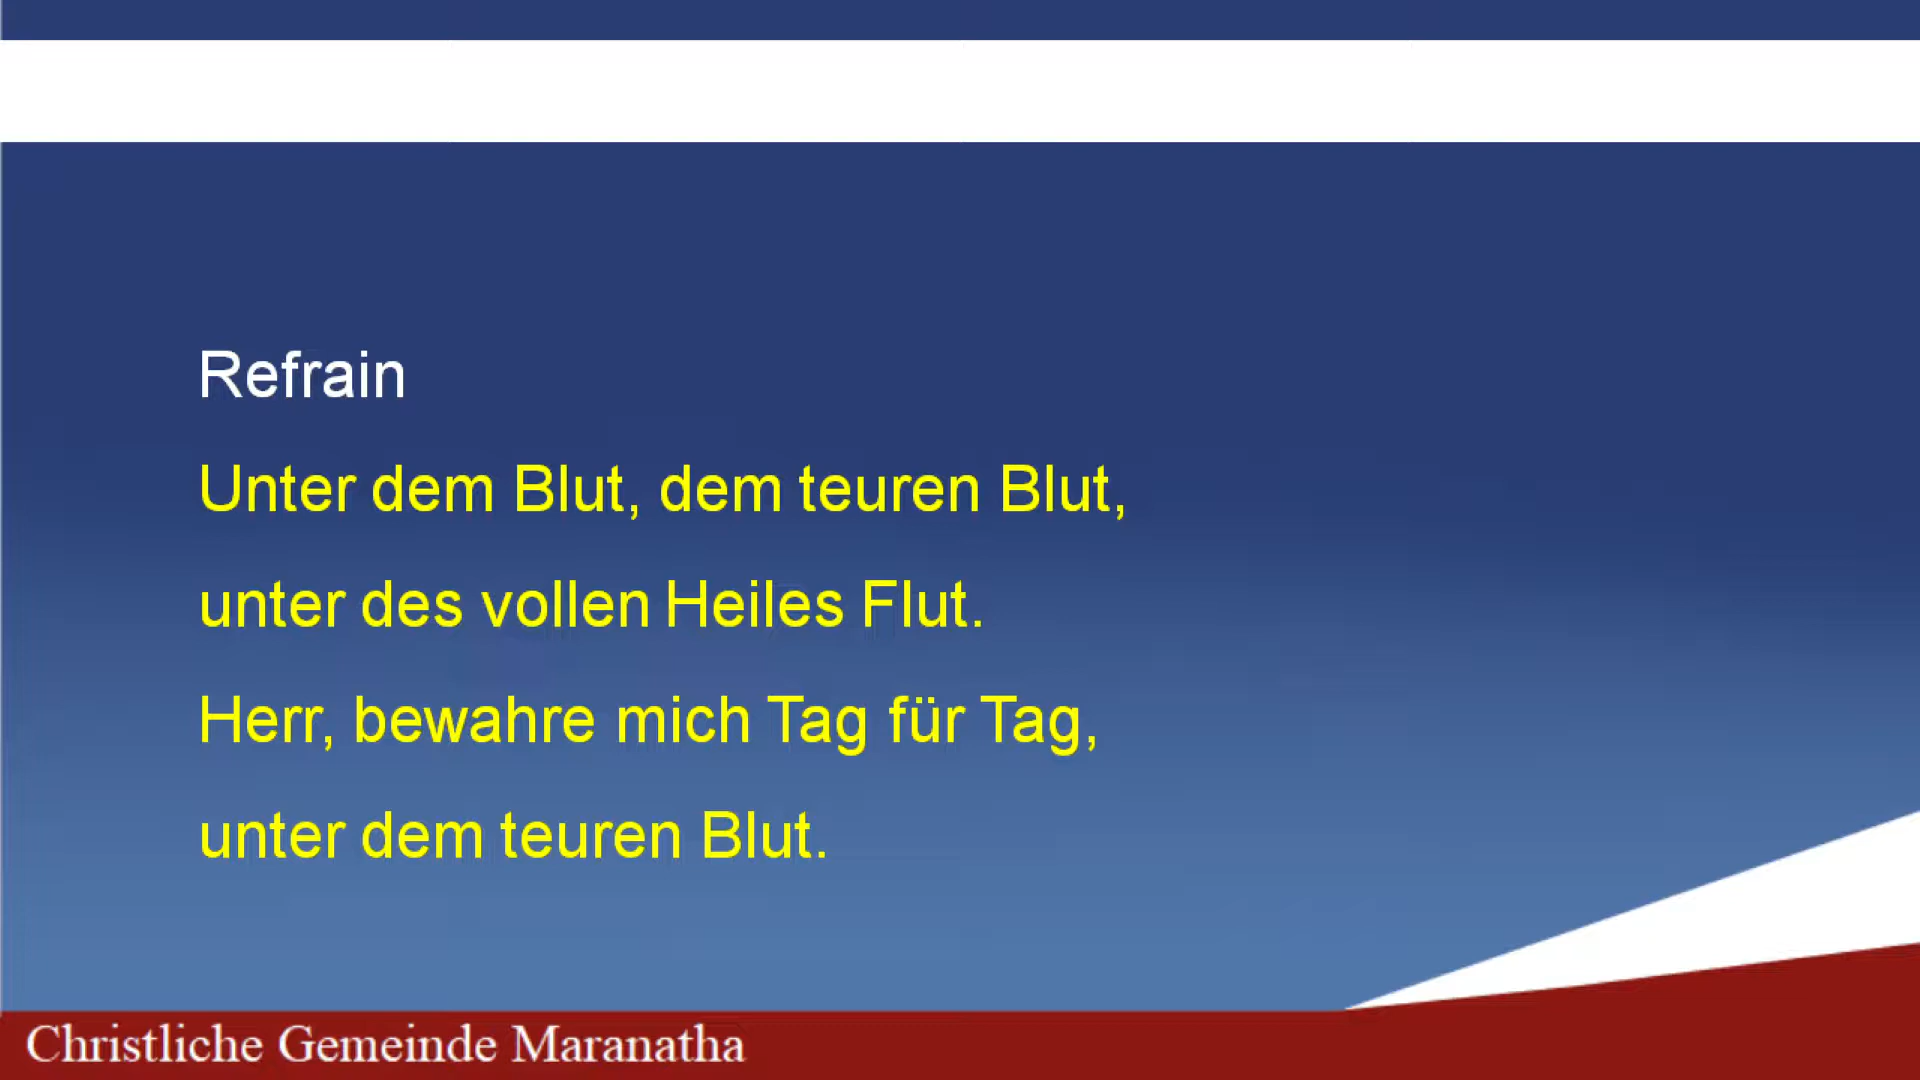 Refrain
Unter dem Blut, dem teuren Blut,
unter des vollen Heiles Flut.
Herr, bewahre mich Tag für Tag,
unter dem teuren Blut.
Christliche Gemeinde Maranatha